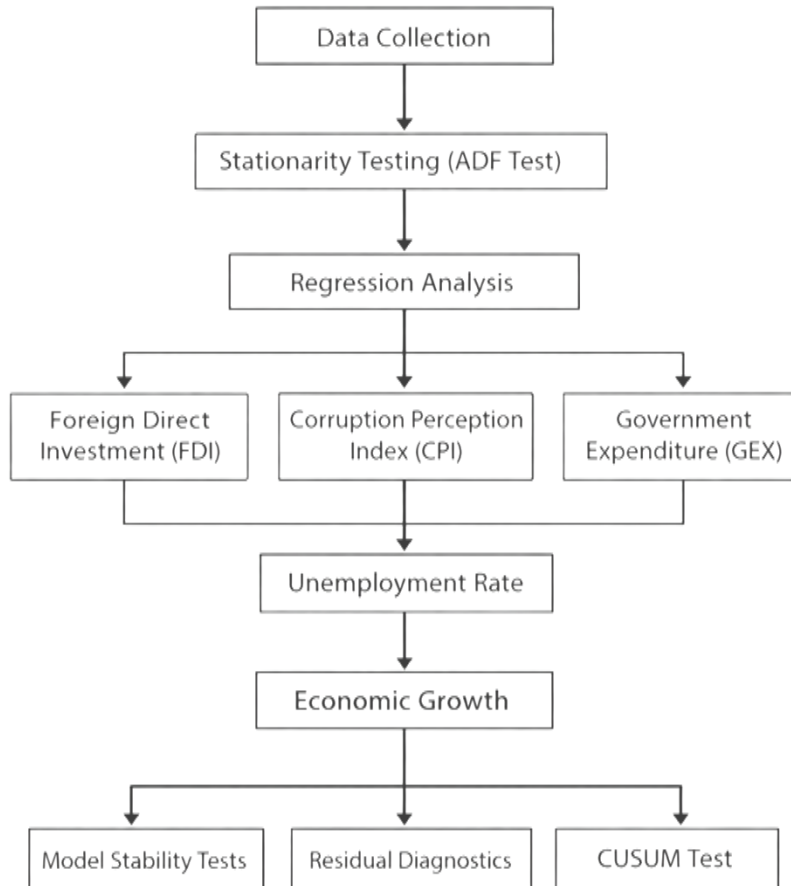 Data Collection
Stationarity Testing (ADF Test)
Regression Analysis
Foreign Direct
Investment (FDI)
Corruption Perception
Index (CPI)
Government
Expenditure (GEX)
Unemployment Rate
Economic Growth
Model Stability Tests
Residual Diagnostics
CUSUM Test